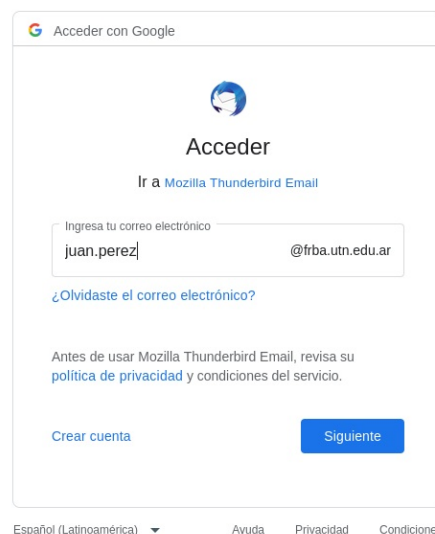 Acceder con Google
Acceder
Ir a Mozilla Thunderbird Email
Ingresa tu correo electrónico
juan.perez @frba.utn.edu.ar
¿Olvidaste el correo electrónico?
Antes de usar Mozilla Thunderbird Email, revisa su
política de privacidad y condiciones del servicio.
Crear cuenta Siguiente
Español (Latinoamérica) Ayuda Privacidad Condicione